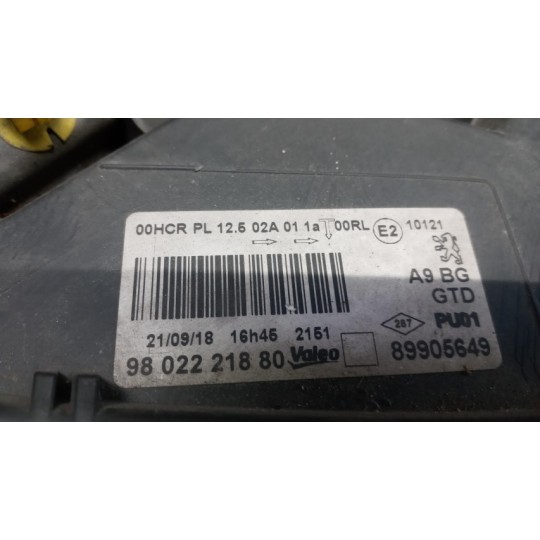 00HCR PL 12.5 02A 01 1a 00RL E2 10121
A9 BG
GTD
21/09/18 16h45 2151
267 PU01
98 022 218 80 Valeo 89905649